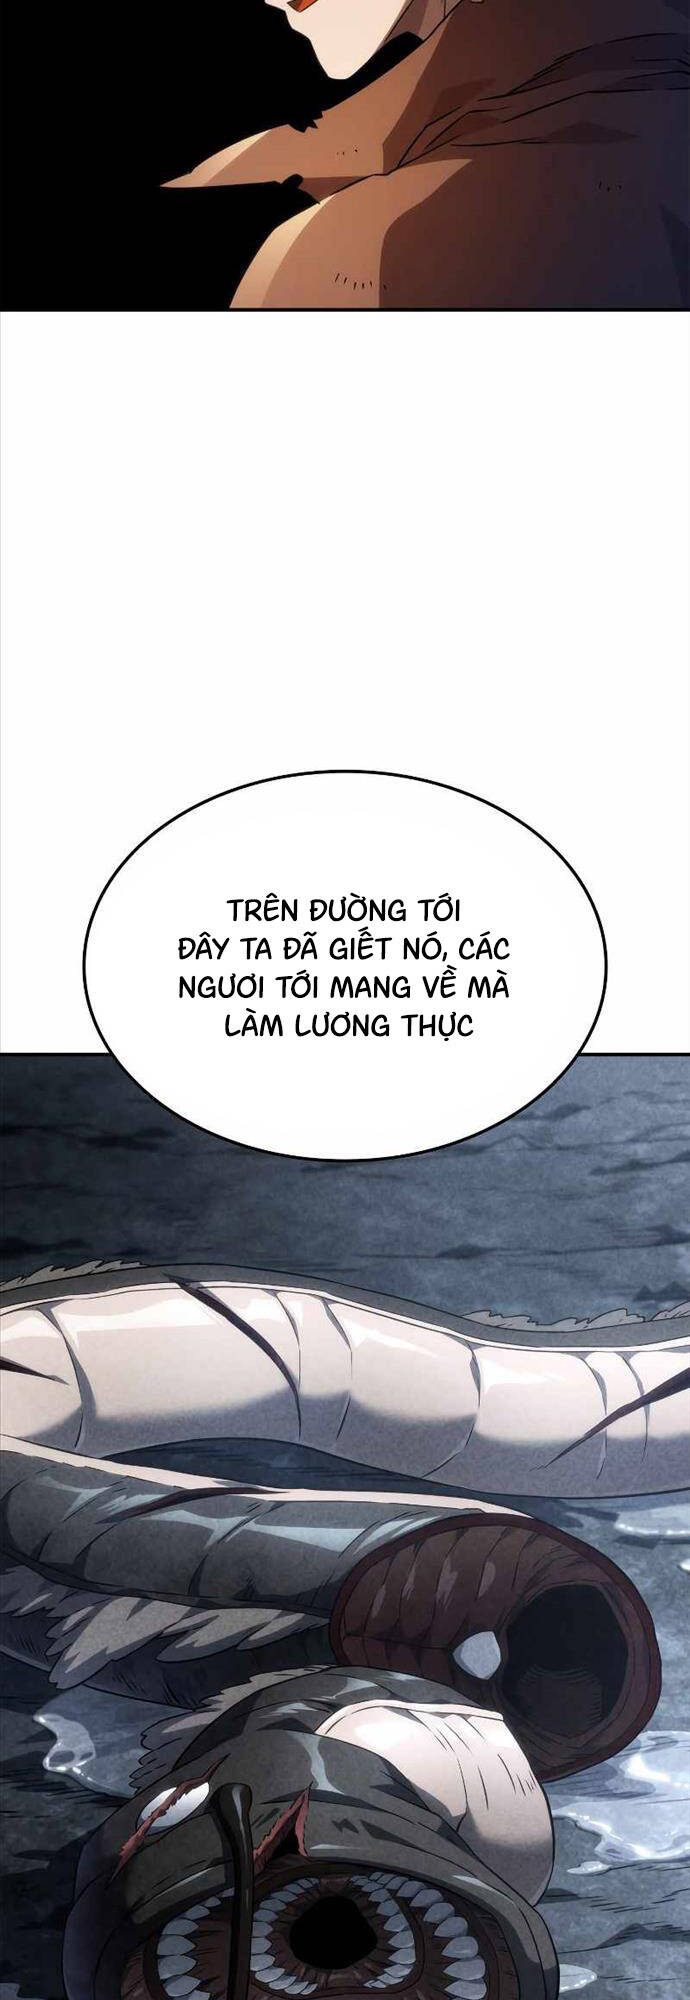 TRÊN ĐƯỜNG TỚI
ĐÂY TA ĐÃ GIẾT NÓ, CÁC
NGƯƠI TỚI MANG VỀ MÀ
LÀM LƯƠNG THỰC